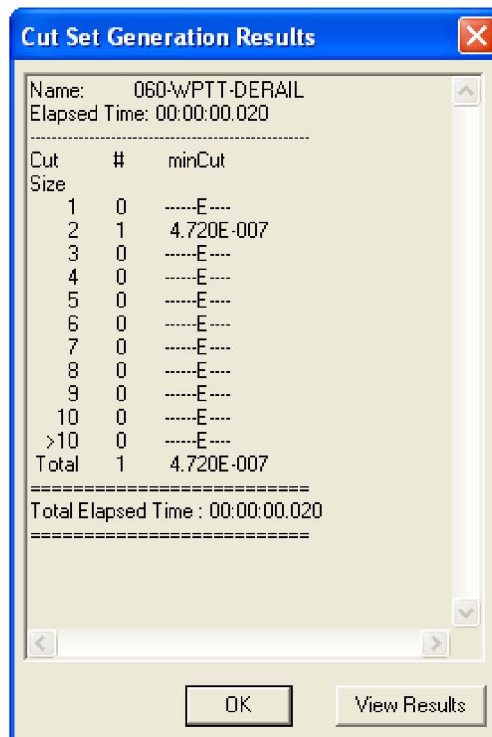 Cut Set Generation Results
Name: 060-WPTT-DERAIL
Elapsed Time: 00:00:00.020
---------------------------------------------
Cut # minCut
Size
1 0 ------E----
2 1 4.720E-007
3 0 ------E----
4 0 ------E----
5 0 ------E----
6 0 ------E----
7 0 ------E----
8 0 ------E----
9 0 ------E----
10 0 ------E----
>10 0 ------E----
Total 1 4.720E-007
==========================
Total Elapsed Time : 00:00:00.020
==========================
OK View Results